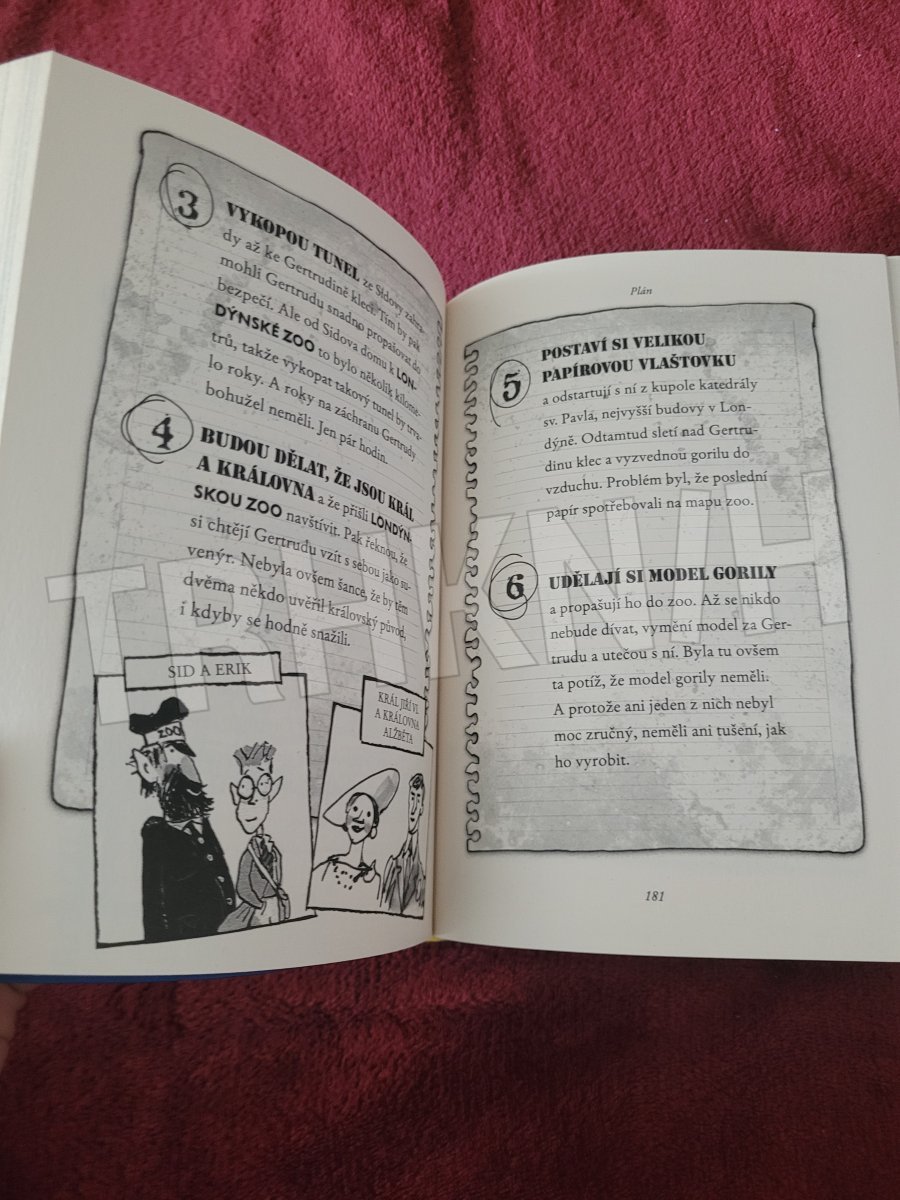 3
VYKOPOU TUNEL ze Sidovy zahra-
dy až ke Gertrudině kleci. Tím by pak
mohli Gertrudu snadno propašovat do
bezpečí. Ale od Sidova domu k LON-
DÝNSKÉ ZOO to bylo několik kilome-
trů, takže vykopat takový tunel by trva-
lo roky. A roky na záchranu Gertrudy
bohužel neměli. Jen pár hodin.
4
BUDOU DĚLAT, ŽE JSOU KRÁL
A KRÁLOVNA a že přišli LONDÝN-
SKOU ZOO navštívit. Pak řeknou, že
si chtějí Gertrudu vzít s sebou jako su-
venýr. Nebyla ovšem šance, že by těm
dvěma někdo uvěřil královský původ,
i kdyby se hodně snažili.
SID A ERIK
ZOO
KRÁL JIŘÍ VI.
A KRÁLOVNA
ALŽBĚTA
Plán
5
POSTAVÍ SI VELIKOU
PAPÍROVOU VLAŠTOVKU
a odstartují s ní z kupole katedrály
sv. Pavla, nejvyšší budovy v Lon-
dýně. Odtamtud sletí nad Gertru-
dinu klec a vyzvednou gorilu do
vzduchu. Problém byl, že poslední
papír spotřebovali na mapu zoo.
6
UDĚLAJÍ SI MODEL GORILY
a propašují ho do zoo. Až se nikdo
nebude dívat, vymění model za Ger-
trudu a utečou s ní. Byla tu ovšem
ta potíž, že model gorily neměli.
A protože ani jeden z nich nebyl
moc zručný, neměli ani tušení, jak
ho vyrobit.
181